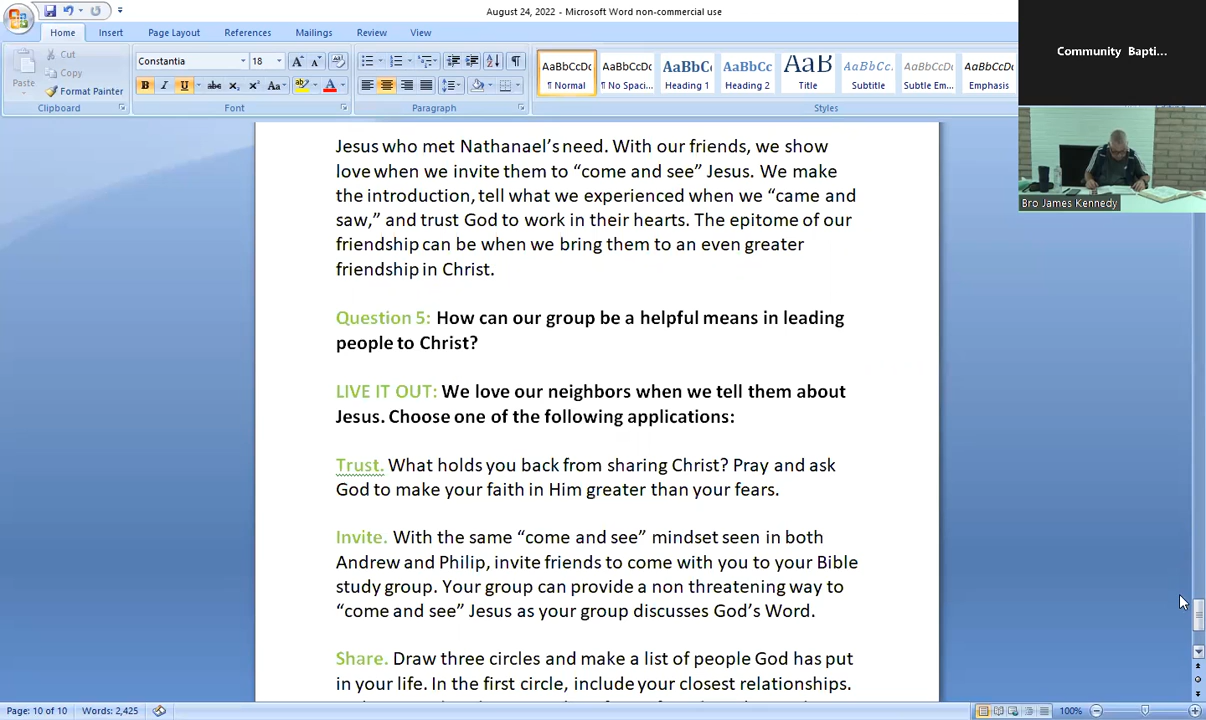 August 24, 2022 - Microsoft Word non-commercial use
Home Insert Page Layout References Mailings Review View
Paste
Cut
Copy
Format Painter
Clipboard
Constantia 18
Font
Paragraph
AaBbCcDc AaBbCcDc AaBbC AaBbCc AaB AaBbCcL AaBbCcDc AaBbCcDc
¶ Normal ¶ No Spaci... Heading 1 Heading 2 Title Subtitle Subtle Em... Emphasis
Styles
Community Bapti...
Bro James Kennedy
Jesus who met Nathanael’s need. With our friends, we show
love when we invite them to “come and see” Jesus. We make
the introduction, tell what we experienced when we “came and
saw,” and trust God to work in their hearts. The epitome of our
friendship can be when we bring them to an even greater
friendship in Christ.
Question 5: How can our group be a helpful means in leading
people to Christ?
LIVE IT OUT: We love our neighbors when we tell them about
Jesus. Choose one of the following applications:
Trust. What holds you back from sharing Christ? Pray and ask
God to make your faith in Him greater than your fears.
Invite. With the same “come and see” mindset seen in both
Andrew and Philip, invite friends to come with you to your Bible
study group. Your group can provide a non threatening way to
“come and see” Jesus as your group discusses God’s Word.
Share. Draw three circles and make a list of people God has put
in your life. In the first circle, include your closest relationships.
Page: 10 of 10 Words: 2,425 100%